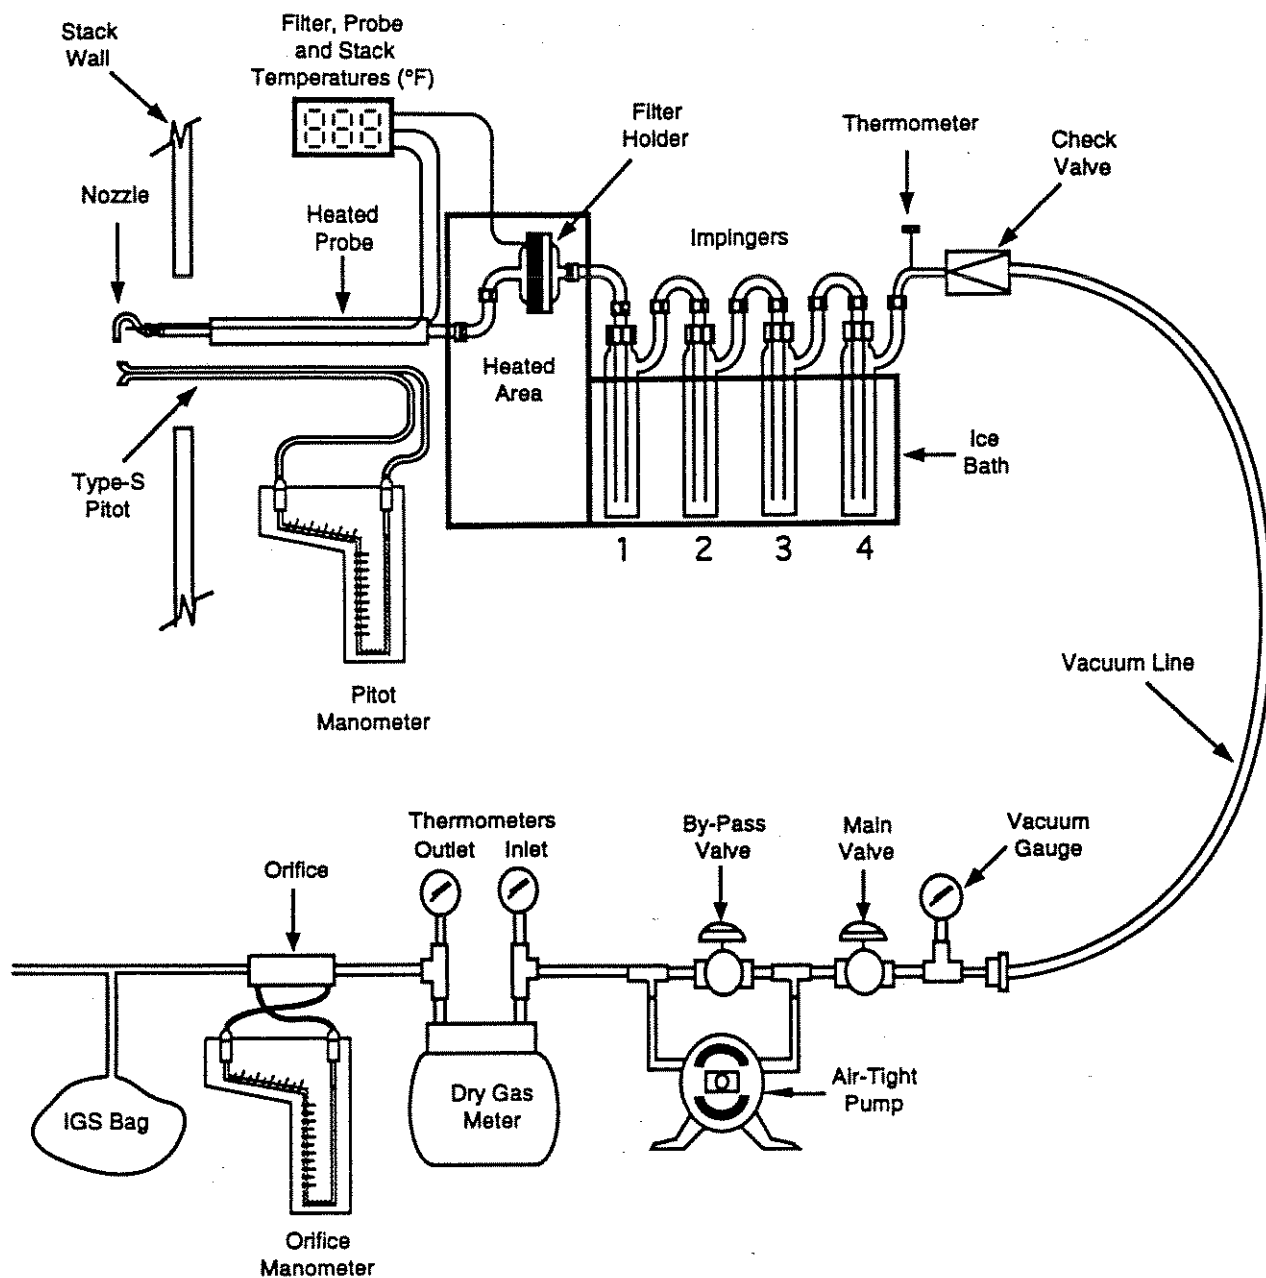 Stack
Wall
Filter, Probe
and Stack
Temperatures (°F)
Filter
Holder
Thermometer
Check
Valve
Nozzle
Heated
Probe
Impingers
Heated
Area
Ice
Bath
Type-S
Pitot
1 2 3 4
Pitot
Manometer
Vacuum Line
Thermometers
Outlet Inlet
By-Pass
Valve
Main
Valve
Vacuum
Gauge
Orifice
Dry Gas
Meter
Air-Tight
Pump
IGS Bag
Orifice
Manometer